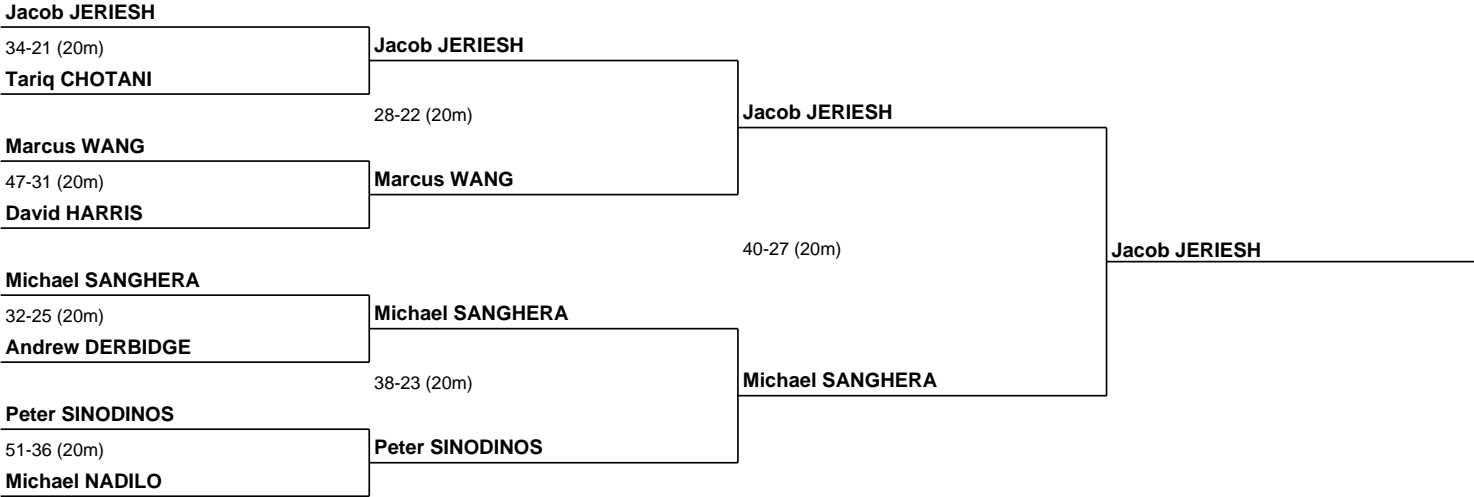 Jacob JERIESH
34-21 (20m)
Tariq CHOTANI
Marcus WANG
47-31 (20m)
David HARRIS
Michael SANGHERA
32-25 (20m)
Andrew DERBIDGE
Peter SINODINOS
51-36 (20m)
Michael NADILO
Jacob JERIESH
28-22 (20m)
Marcus WANG
Michael SANGHERA
38-23 (20m)
Peter SINODINOS
Jacob JERIESH
40-27 (20m)
Michael SANGHERA
Jacob JERIESH